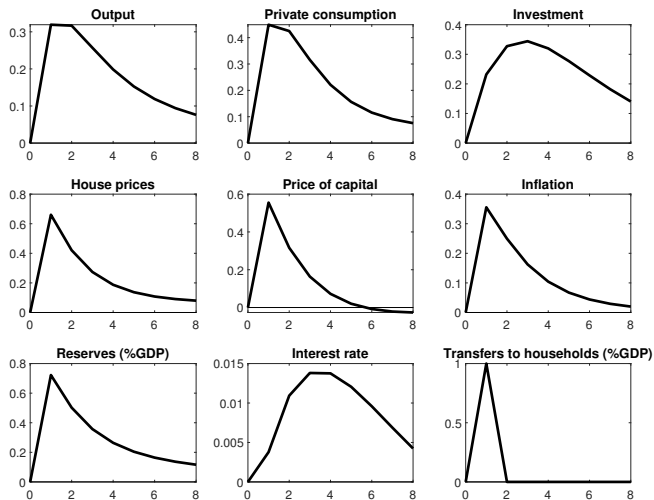 Output Private consumption Investment
0.3 0.4 0.4
0.3 0.3
0.2 0.2 0.2
0.1 0.1 0.1
0 0 0
0 2 4 6 8 0 2 4 6 8 0 2 4 6 8
House prices Price of capital Inflation
0.8 0.6 0.4
0.6 0.4 0.3
0.4 0.2 0.2
0.2 0 0.1
0 0
0 2 4 6 8 0 2 4 6 8 0 2 4 6 8
Reserves (%GDP) Interest rate Transfers to households (%GDP)
0.8 0.015 1
0.6 0.01
0.4 0.5
0.2 0.005
0 0 0
0 2 4 6 8 0 2 4 6 8 0 2 4 6 8